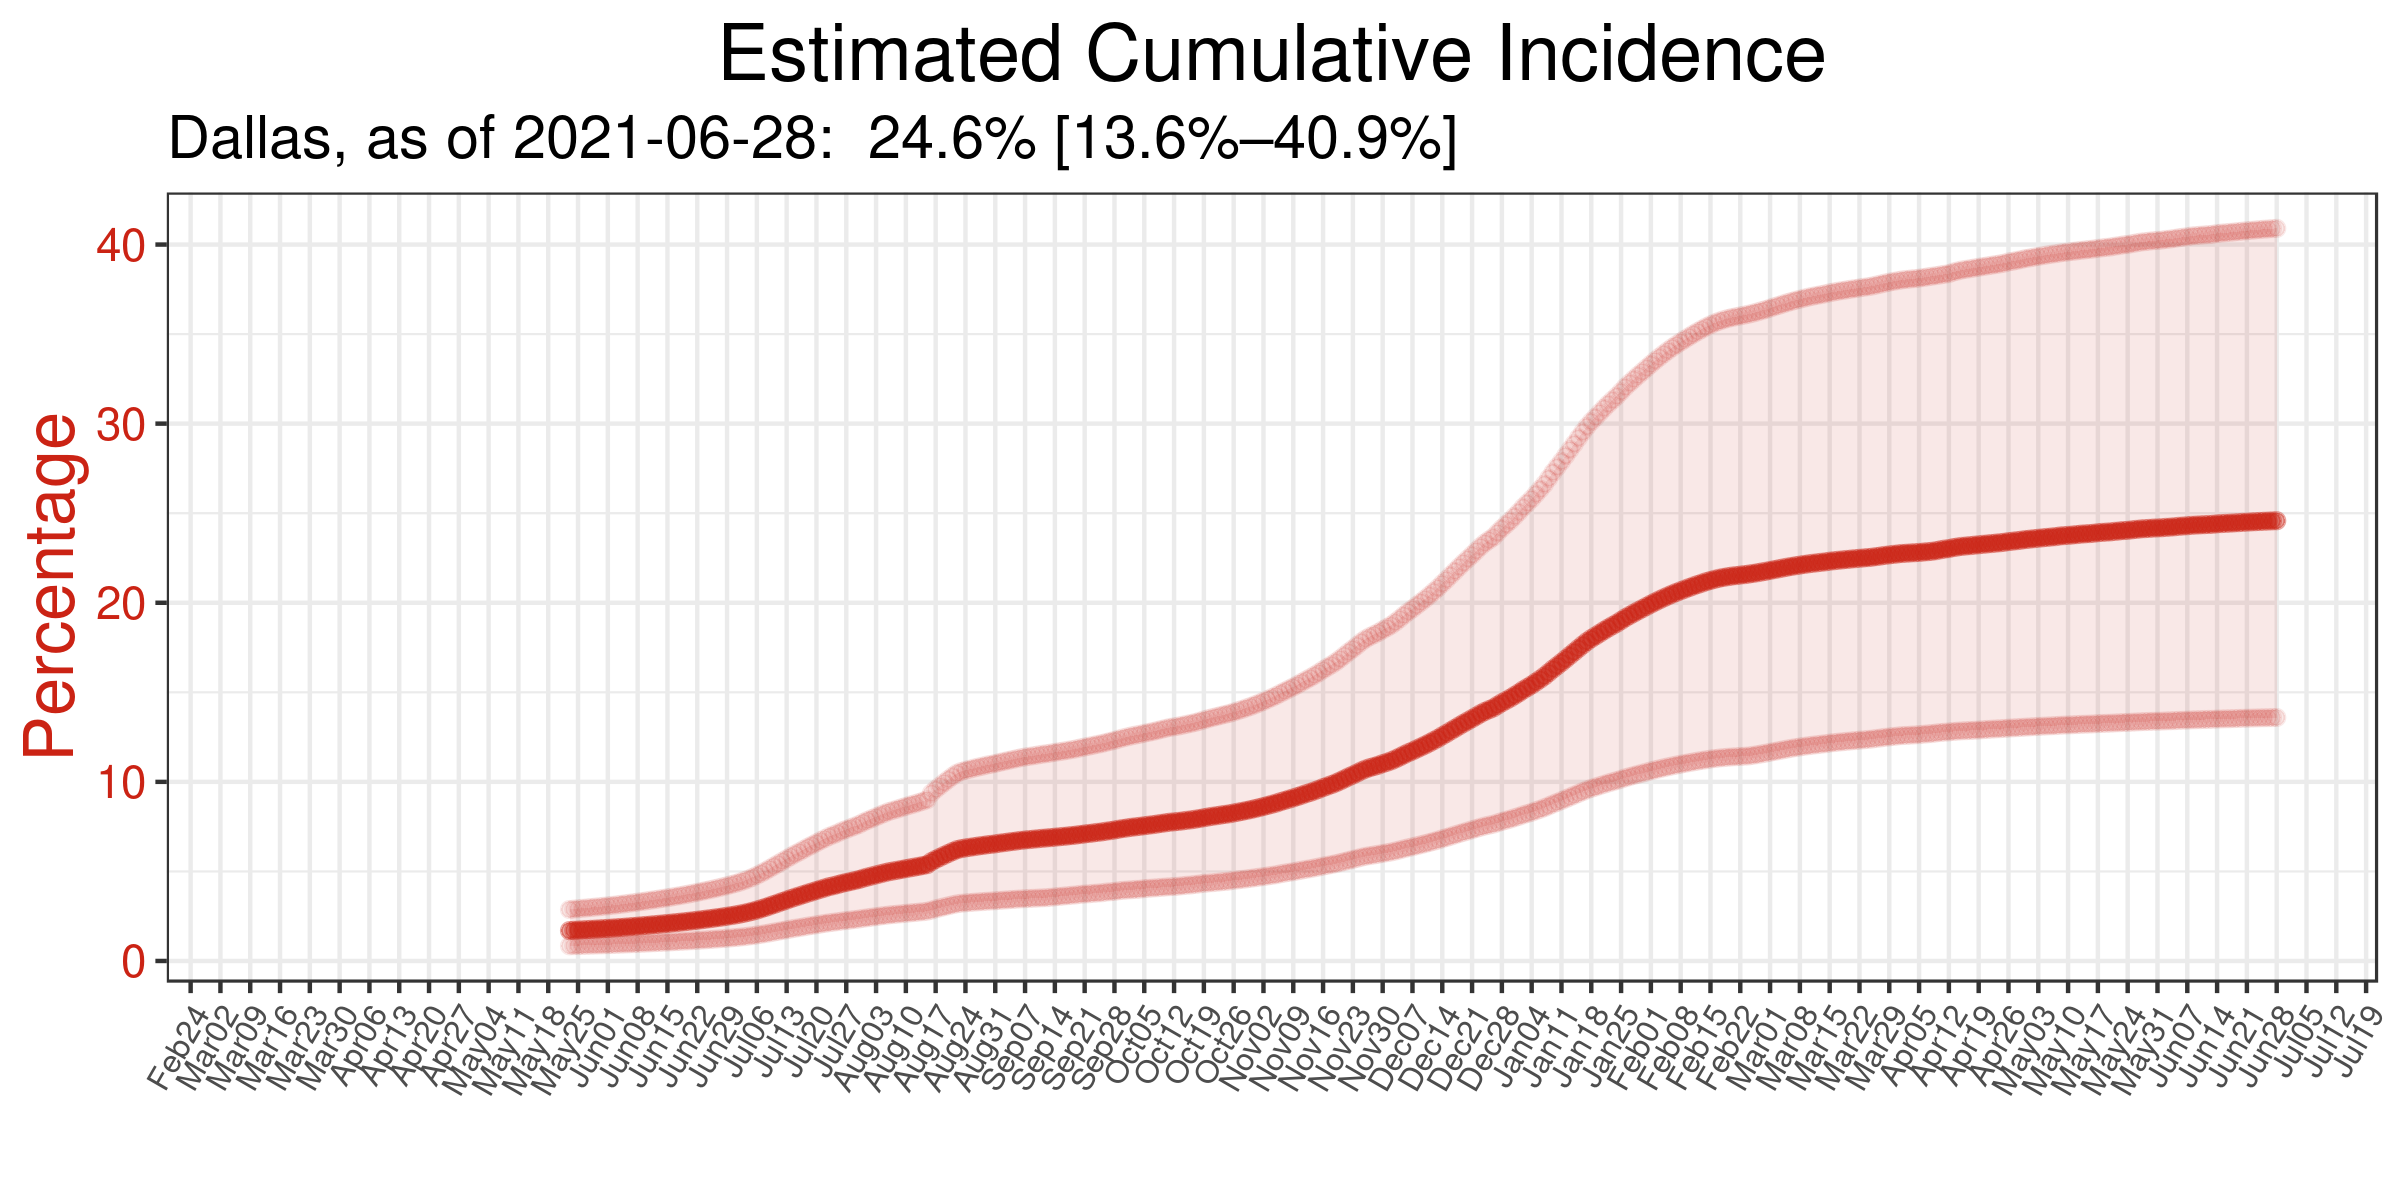 Estimated Cumulative Incidence
Dallas, as of 2021-06-28:  24.6% [13.6%–40.9%]
Percentage
40
30
20
10
0
Feb24
Mar02
Mar09
Mar16
Mar23
Mar30
Apr06
Apr13
Apr20
Apr27
May04
May11
May18
May25
Jun01
Jun08
Jun15
Jun22
Jun29
Jul06
Jul13
Jul20
Jul27
Aug03
Aug10
Aug17
Aug24
Aug31
Sep07
Sep14
Sep21
Sep28
Oct05
Oct12
Oct19
Oct26
Nov02
Nov09
Nov16
Nov23
Nov30
Dec07
Dec14
Dec21
Dec28
Jan04
Jan11
Jan18
Jan25
Feb01
Feb08
Feb15
Feb22
Mar01
Mar08
Mar15
Mar22
Mar29
Apr05
Apr12
Apr19
Apr26
May03
May10
May17
May24
May31
Jun07
Jun14
Jun21
Jun28
Jul05
Jul12
Jul19